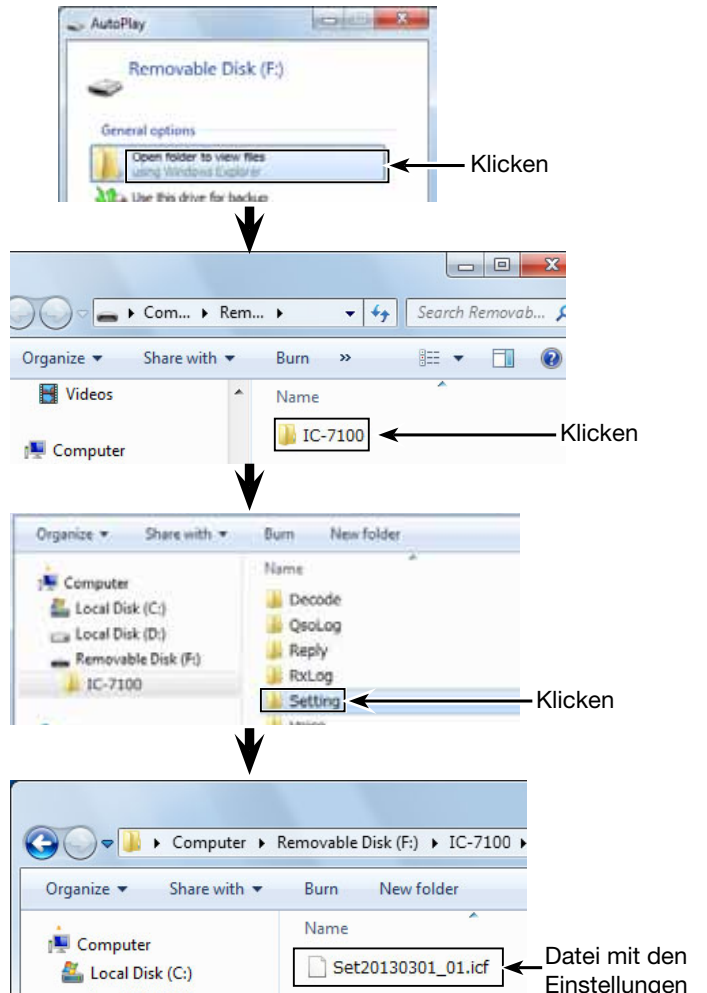 AutoPlay
Removable Disk (F:)
General options
Open folder to view files
using Windows Explorer
Klicken
Use this drive for backup
Com... Rem...
Search Removab...
Organize Share with Burn »
Videos
Name
IC-7100
Klicken
Computer
Organize Share with Burn New folder
Name
Computer
Decode
Local Disk (C:)
QsoLog
Local Disk (D:)
Reply
Removable Disk (F:)
RxLog
IC-7100
Setting
Klicken
Computer Removable Disk (F:) IC-7100
Organize Share with Burn New folder
Name
Computer
Set20130301_01.icf
Local Disk (C:)
Datei mit den
Einstellungen